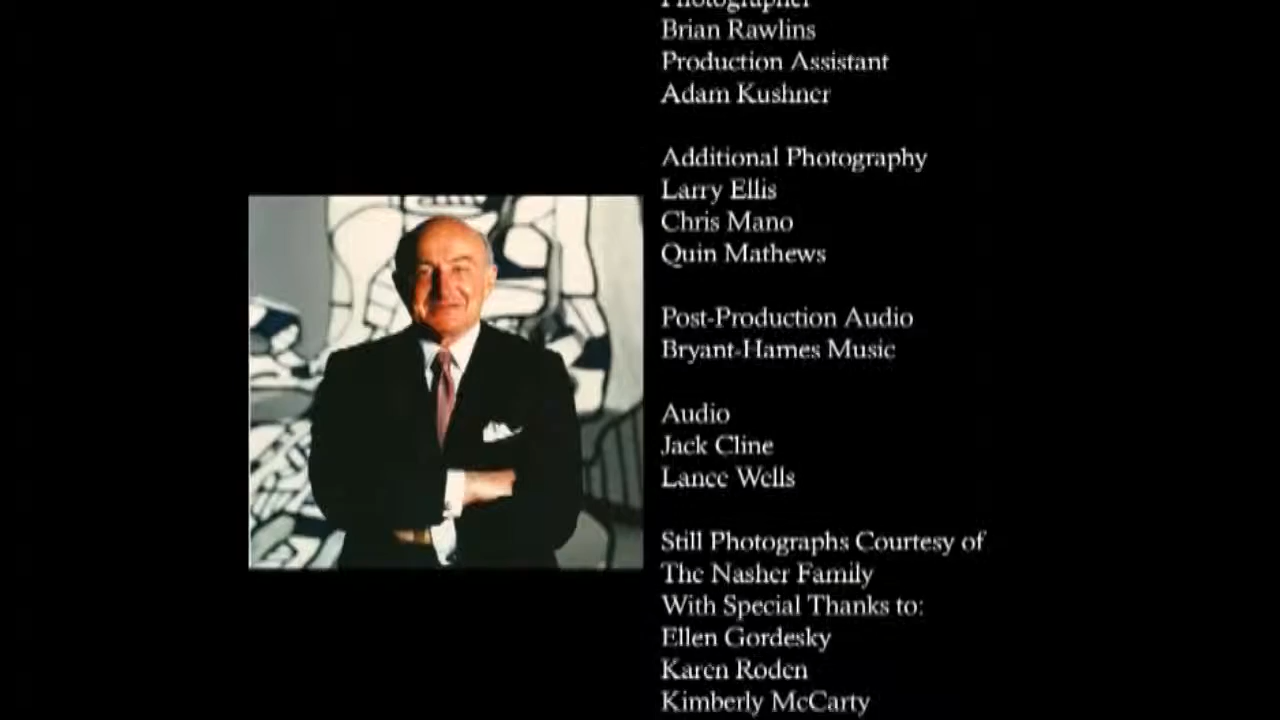 Photographer
Brian Rawlins
Production Assistant
Adam Kushner
Additional Photography
Larry Ellis
Chris Mano
Quin Mathews
Post-Production Audio
Bryant-Hames Music
Audio
Jack Cline
Lance Wells
Still Photographs Courtesy of
The Nasher Family
With Special Thanks to:
Ellen Gordesky
Karen Roden
Kimberly McCarty